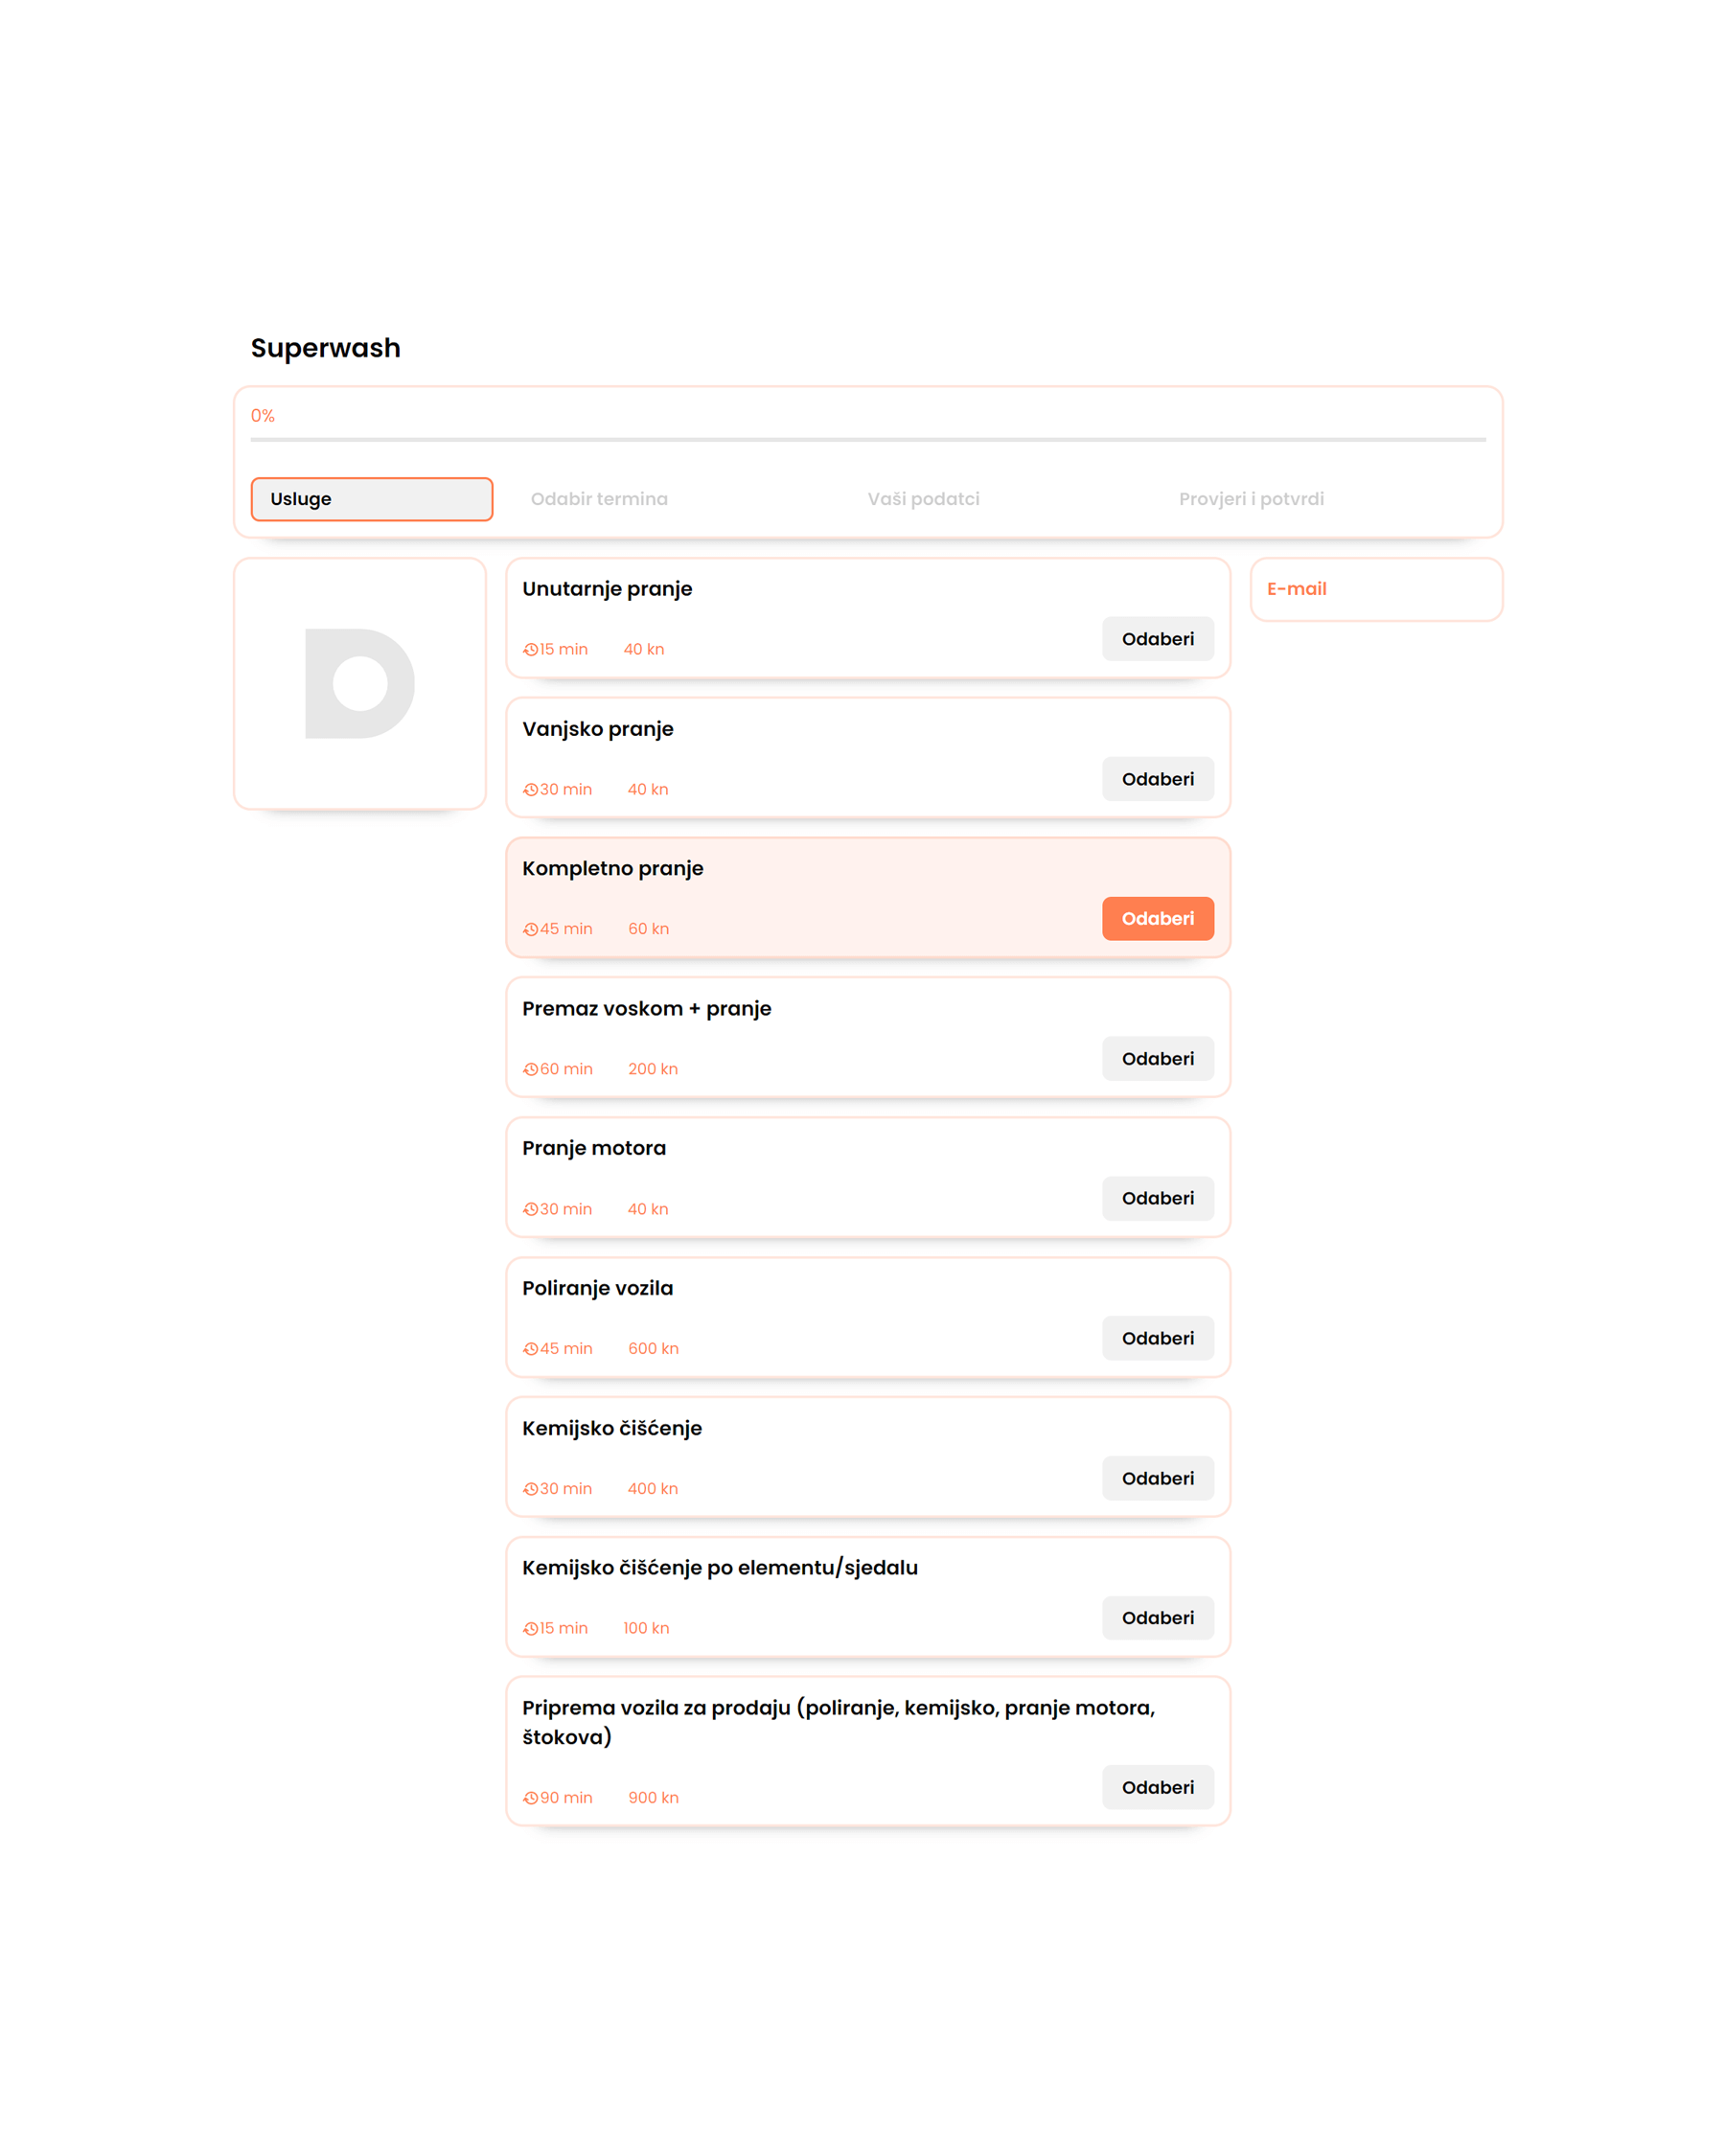 Superwash
0%
Usluge
Odabir termina
Vaši podatci
Provjeri i potvrdi
Unutarnje pranje
15 min 40 kn
Odaberi
E-mail
Vanjsko pranje
30 min 40 kn
Odaberi
Kompletno pranje
45 min 60 kn
Odaberi
Premaz voskom + pranje
60 min 200 kn
Odaberi
Pranje motora
30 min 40 kn
Odaberi
Poliranje vozila
45 min 600 kn
Odaberi
Kemijsko čišćenje
30 min 400 kn
Odaberi
Kemijsko čišćenje po elementu/sjedalu
15 min 100 kn
Odaberi
Priprema vozila za prodaju (poliranje, kemijsko, pranje motora,
štokova)
90 min 900 kn
Odaberi